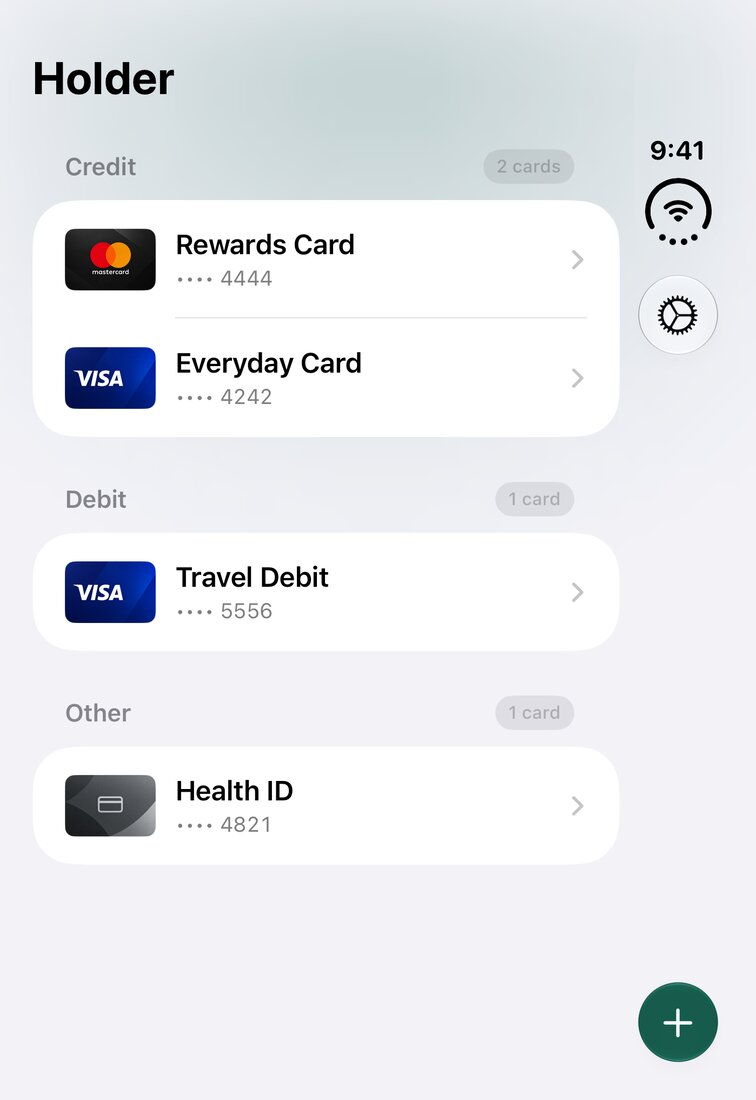 Holder
9:41
Credit
2 cards
mastercard
Rewards Card
•••• 4444
VISA
Everyday Card
•••• 4242
Debit
1 card
VISA
Travel Debit
•••• 5556
Other
1 card
Health ID
•••• 4821